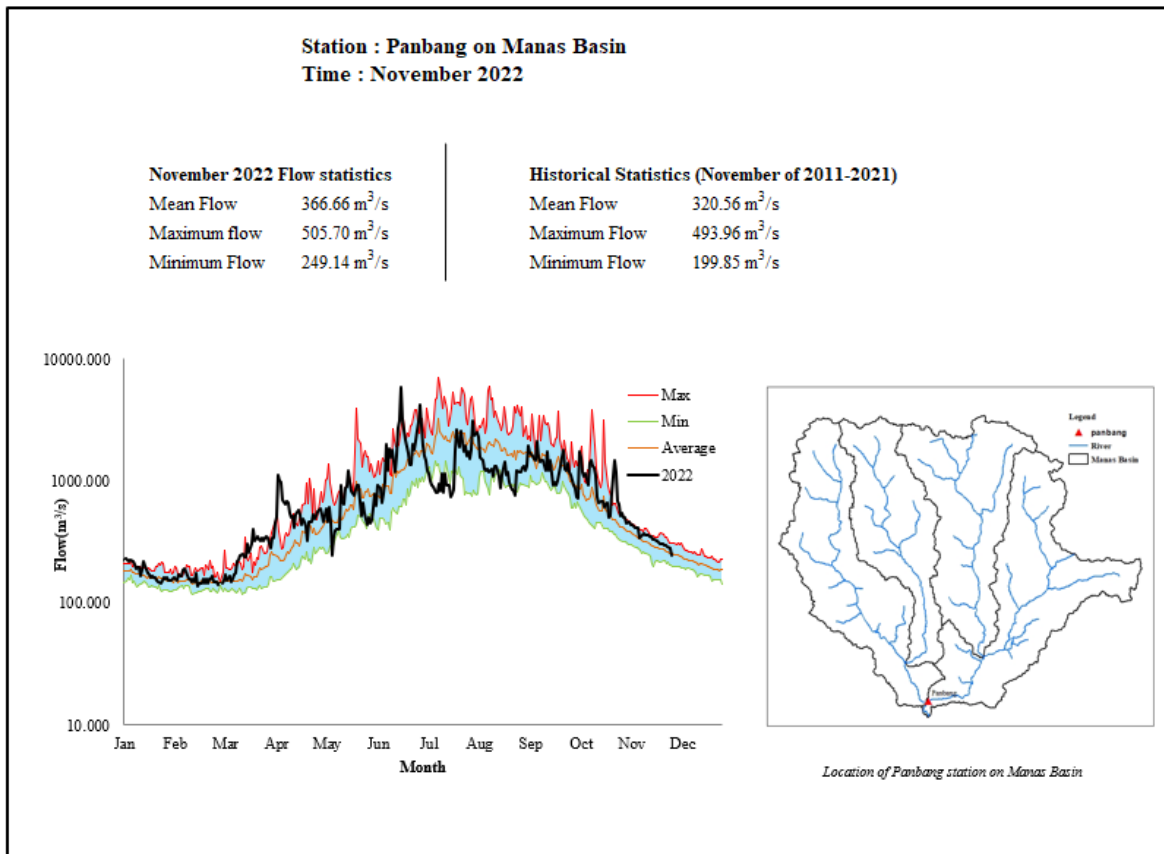 Station : Panbang on Manas Basin
Time : November 2022
November 2022 Flow statistics
Mean Flow 366.66 m³/s
Maximum flow 505.70 m³/s
Minimum Flow 249.14 m³/s
Historical Statistics (November of 2011-2021)
Mean Flow 320.56 m³/s
Maximum Flow 493.96 m³/s
Minimum Flow 199.85 m³/s
10000.000
1000.000
100.000
10.000
Flow(m³/s)
Jan Feb Mar Apr May Jun Jul Aug Sep Oct Nov Dec
Month
Max
Min
Average
2022
Legend
panbang
River
Manas Basin
Panbang
Location of Panbang station on Manas Basin